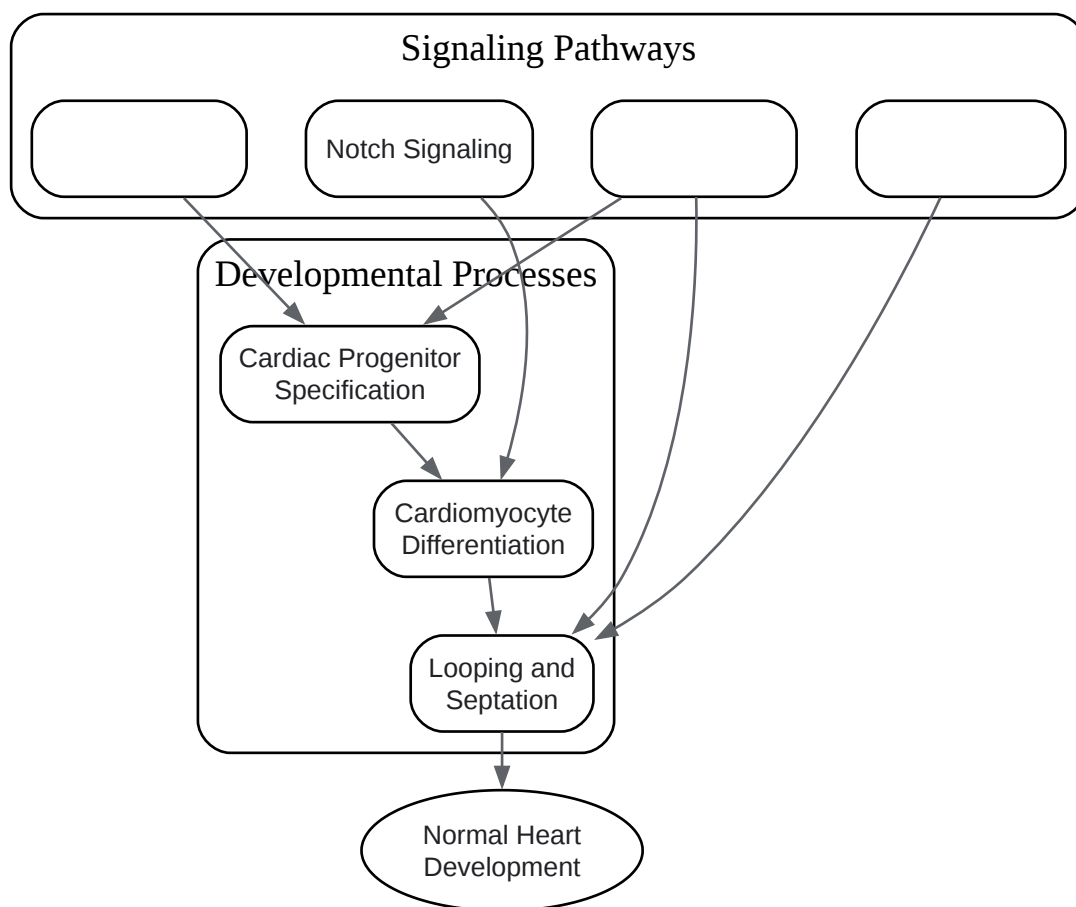 Signaling Pathways
Notch Signaling
Developmental Processes
Cardiac Progenitor
Specification
Cardiomyocyte
Differentiation
Looping and
Septation
Normal Heart
Development